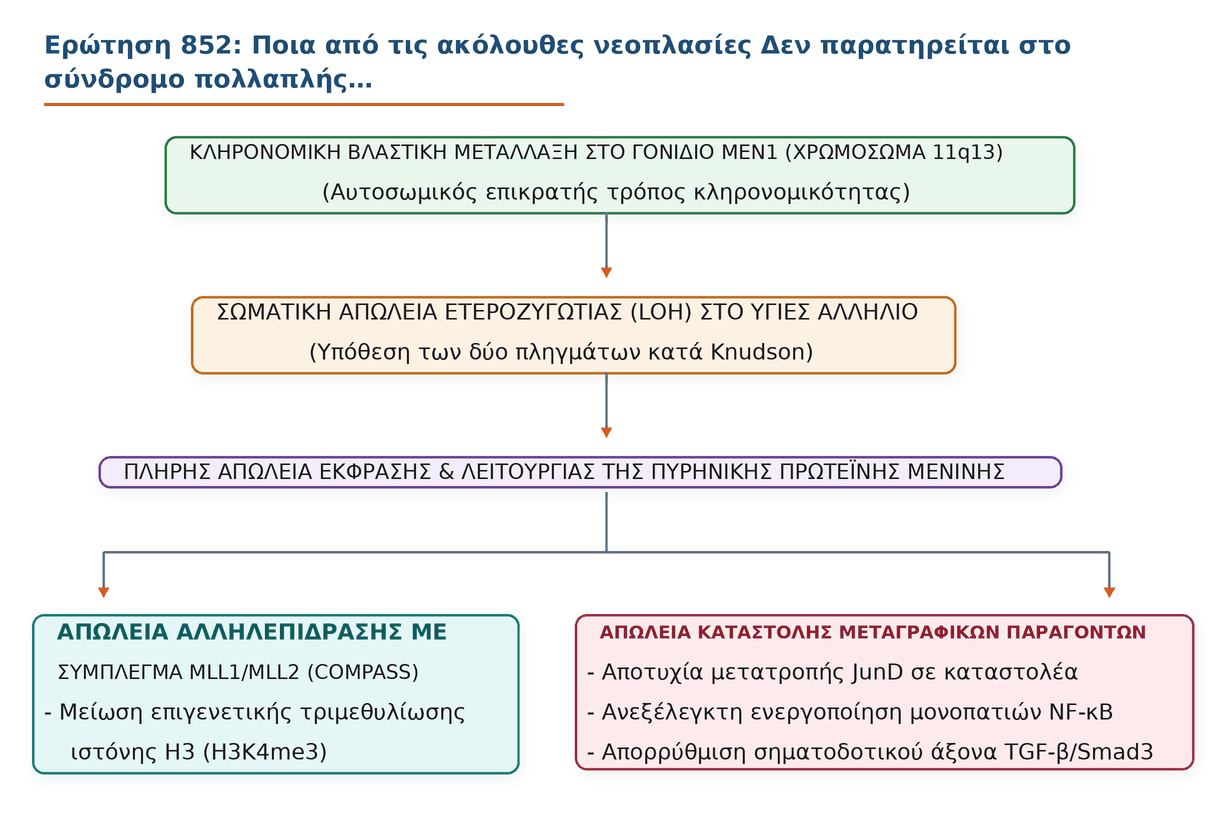 Ερώτηση 852: Ποια από τις ακόλουθες νεοπλασίες Δεν παρατηρείται στο
σύνδρομο πολλαπλής...
ΚΛΗΡΟΝΟΜΙΚΗ ΒΛΑΣΤΙΚΗ ΜΕΤΑΛΛΑΞΗ ΣΤΟ ΓΟΝΙΔΙΟ MEN1 (ΧΡΩΜΟΣΩΜΑ 11q13)
(Αυτοσωμικός επικρατής τρόπος κληρονομικότητας)
ΣΩΜΑΤΙΚΗ ΑΠΩΛΕΙΑ ΕΤΕΡΟΖΥΓΩΤΙΑΣ (LOH) ΣΤΟ ΥΓΙΕΣ ΑΛΛΗΛΙΟ
(Υπόθεση των δύο πληγμάτων κατά Knudson)
ΠΛΗΡΗΣ ΑΠΩΛΕΙΑ ΕΚΦΡΑΣΗΣ & ΛΕΙΤΟΥΡΓΙΑΣ ΤΗΣ ΠΥΡΗΝΙΚΗΣ ΠΡΩΤΕΪΝΗΣ ΜΕΝΙΝΗΣ
ΑΠΩΛΕΙΑ ΑΛΛΗΛΕΠΙΔΡΑΣΗΣ ΜΕ
ΣΥΜΠΛΕΓΜΑ MLL1/MLL2 (COMPASS)
- Μείωση επιγενετικής τριμεθυλίωσης
ιστόνης H3 (H3K4me3)
ΑΠΩΛΕΙΑ ΚΑΤΑΣΤΟΛΗΣ ΜΕΤΑΓΡΑΦΙΚΩΝ ΠΑΡΑΓΟΝΤΩΝ
- Αποτυχία μετατροπής JunD σε καταστολέα
- Ανεξέλεγκτη ενεργοποίηση μονοπατιών NF-κB
- Απορρύθμιση σηματοδοτικού άξονα TGF-β/Smad3